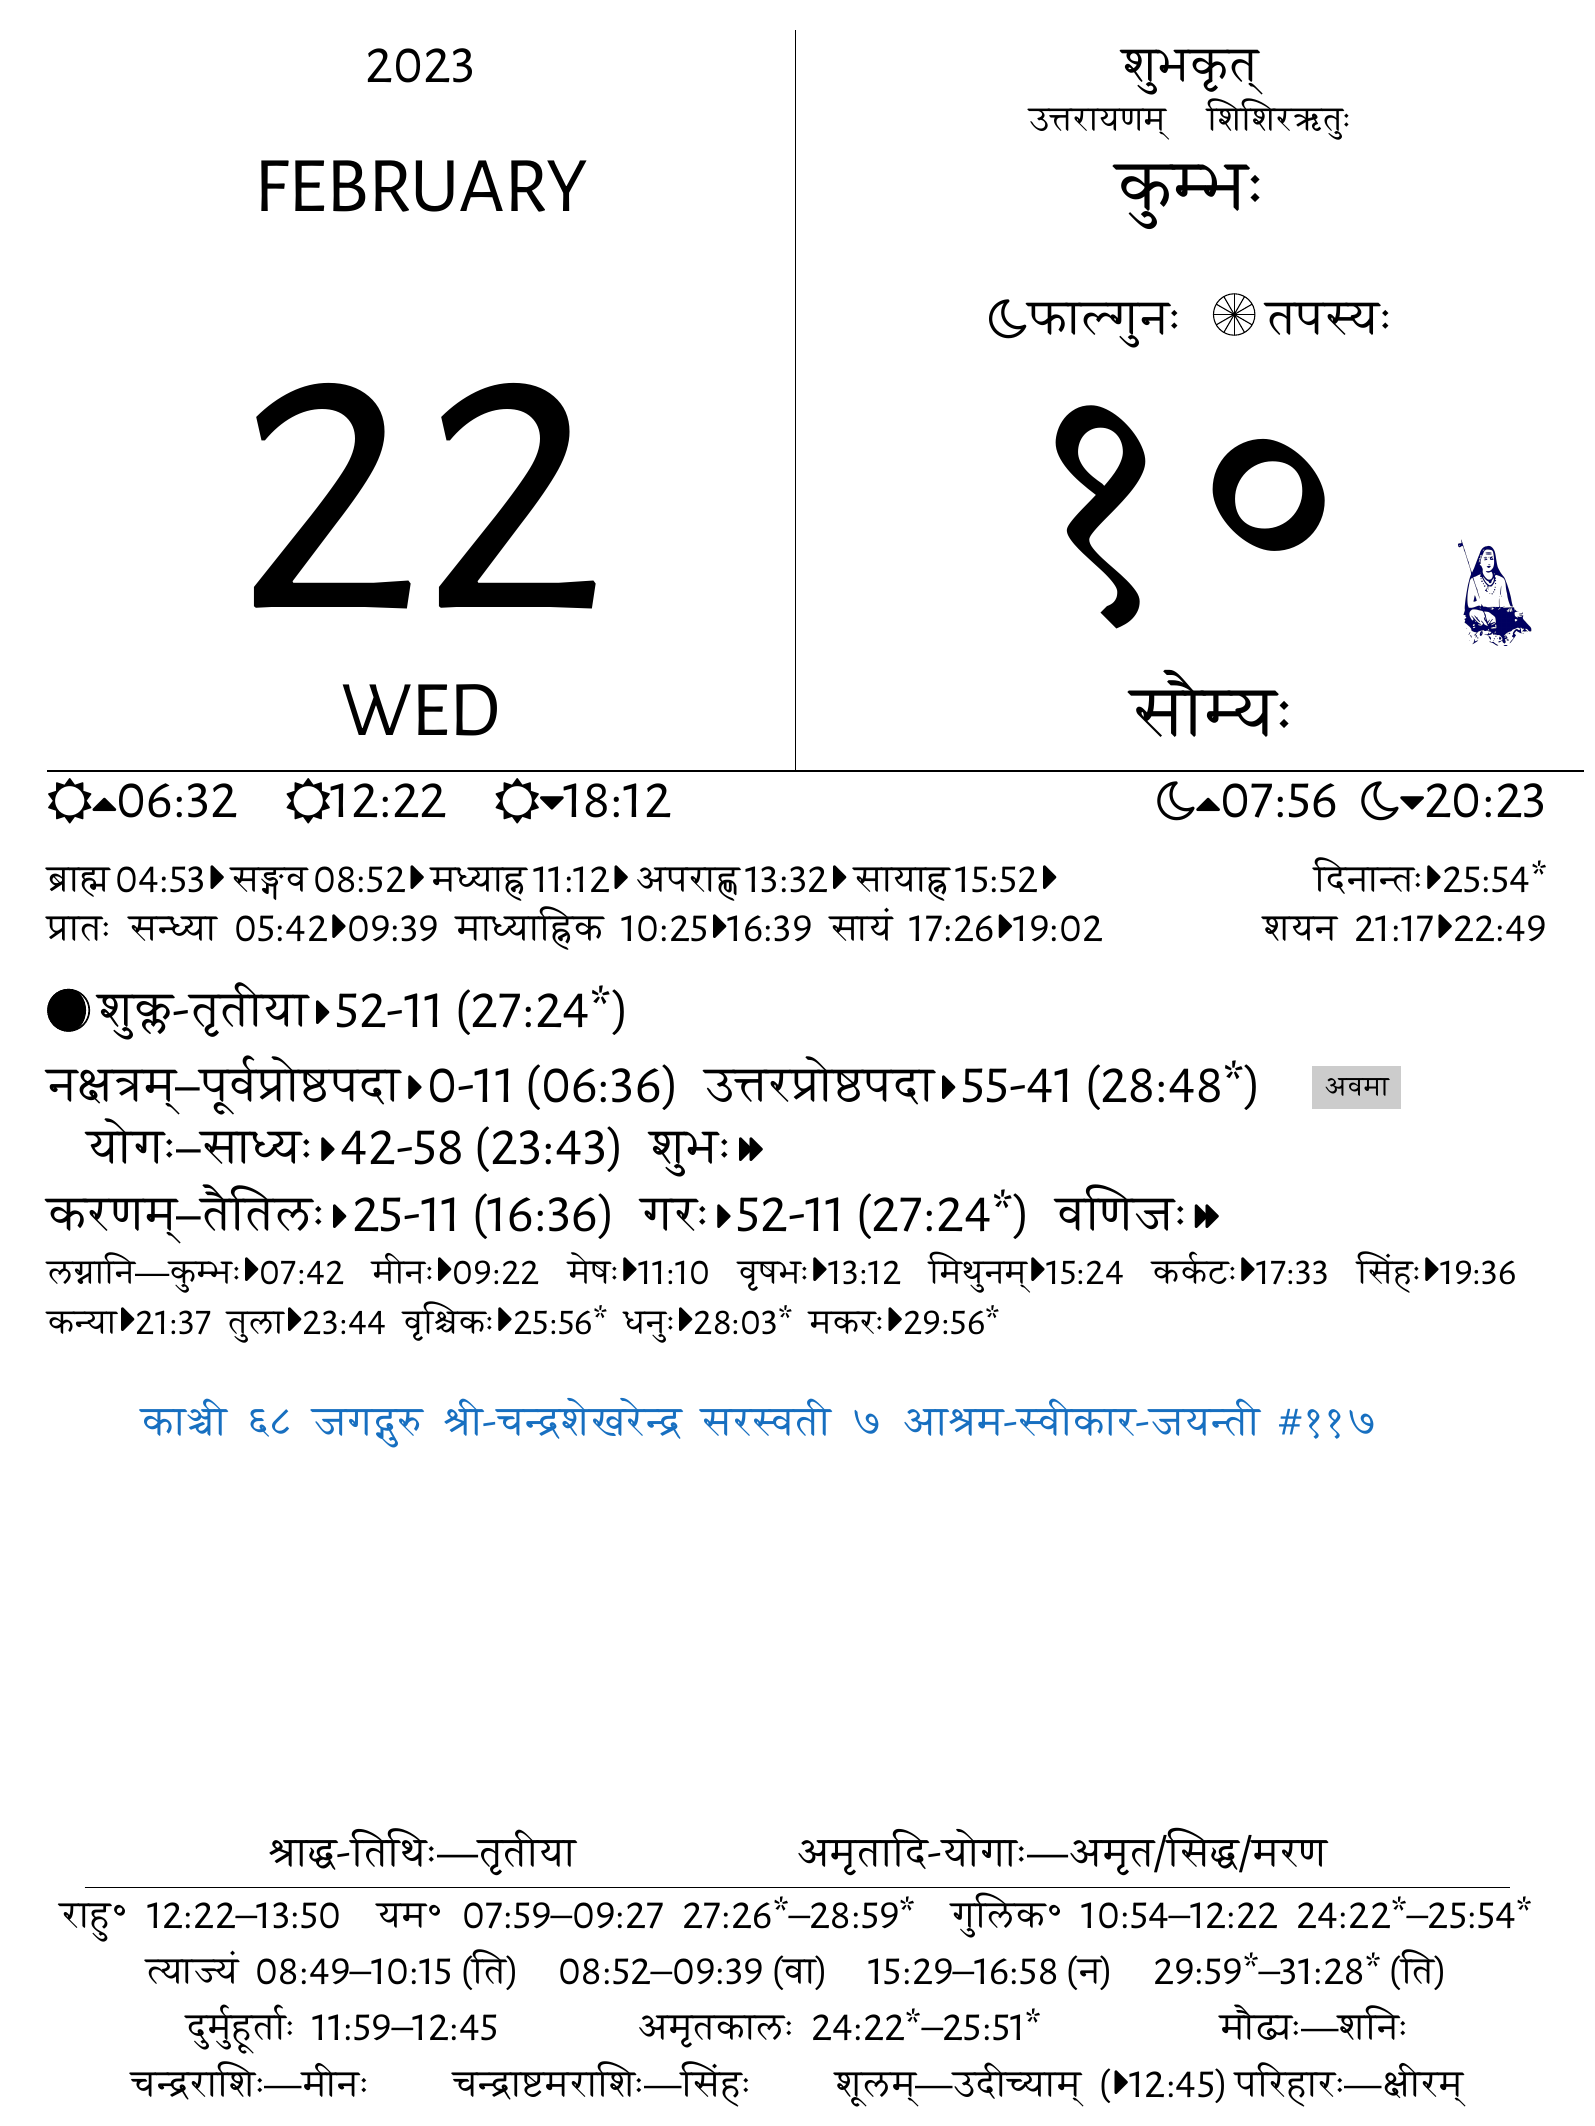 2023
FEBRUARY
22
WED
शुभकृत्
उत्तरायणम् शिशिरऋतुः
कुम्भः
फाल्गुनः तपस्यः
१०
सौम्यः
06:32 12:22 18:12 07:56 20:23
ब्राह्म 04:53 सङ्गव 08:52 मध्याह्न 11:12 अपराह्ण 13:32 सायाह्न 15:52 दिनान्तः 25:54*
प्रातः सन्ध्या 05:42 09:39 माध्याह्निक 10:25 16:39 सायं 17:26 19:02 शयन 21:17 22:49
शुक्ल-तृतीया 52-11 (27:24*)
नक्षत्रम्–पूर्वप्रोष्ठपदा 0-11 (06:36) उत्तरप्रोष्ठपदा 55-41 (28:48*) अवमा
योगः–साध्यः 42-58 (23:43) शुभः
करणम्–तैतिलः 25-11 (16:36) गरः 52-11 (27:24*) वणिजः
लग्नानि—कुम्भः 07:42 मीनः 09:22 मेषः 11:10 वृषभः 13:12 मिथुनम् 15:24 कर्कटः 17:33 सिंहः 19:36
कन्या 21:37 तुला 23:44 वृश्चिकः 25:56* धनुः 28:03* मकरः 29:56*
काञ्ची ६८ जगद्गुरु श्री-चन्द्रशेखरेन्द्र सरस्वती ७ आश्रम-स्वीकार-जयन्ती #११७
श्राद्ध-तिथिः—तृतीया अमृतादि-योगाः—अमृत/सिद्ध/मरण
राहु॰ 12:22–13:50 यम॰ 07:59–09:27 27:26*–28:59* गुलिक॰ 10:54–12:22 24:22*–25:54*
त्याज्यं 08:49–10:15 (ति) 08:52–09:39 (वा) 15:29–16:58 (न) 29:59*–31:28* (ति)
दुर्मुहूर्ताः 11:59–12:45 अमृतकालः 24:22*–25:51* मौढ्यः—शनिः
चन्द्रराशिः—मीनः चन्द्राष्टमराशिः—सिंहः शूलम्—उदीच्याम् (12:45) परिहारः—क्षीरम्